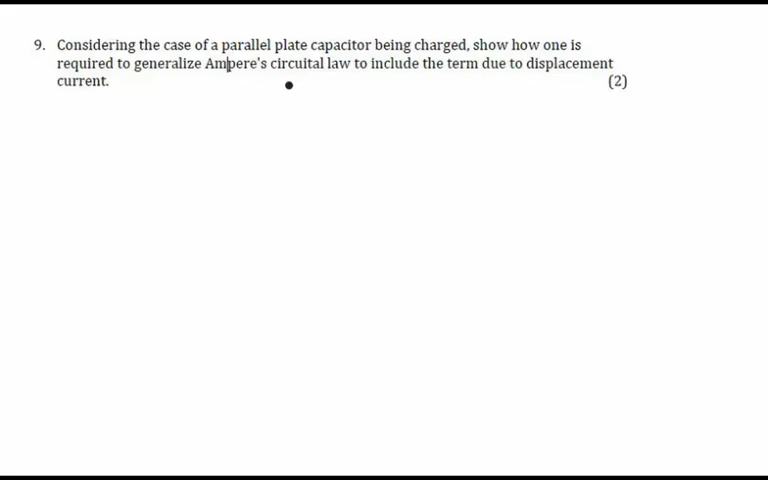 9. Considering the case of a parallel plate capacitor being charged, show how one is
required to generalize Ampere's circuital law to include the term due to displacement
current. (2)